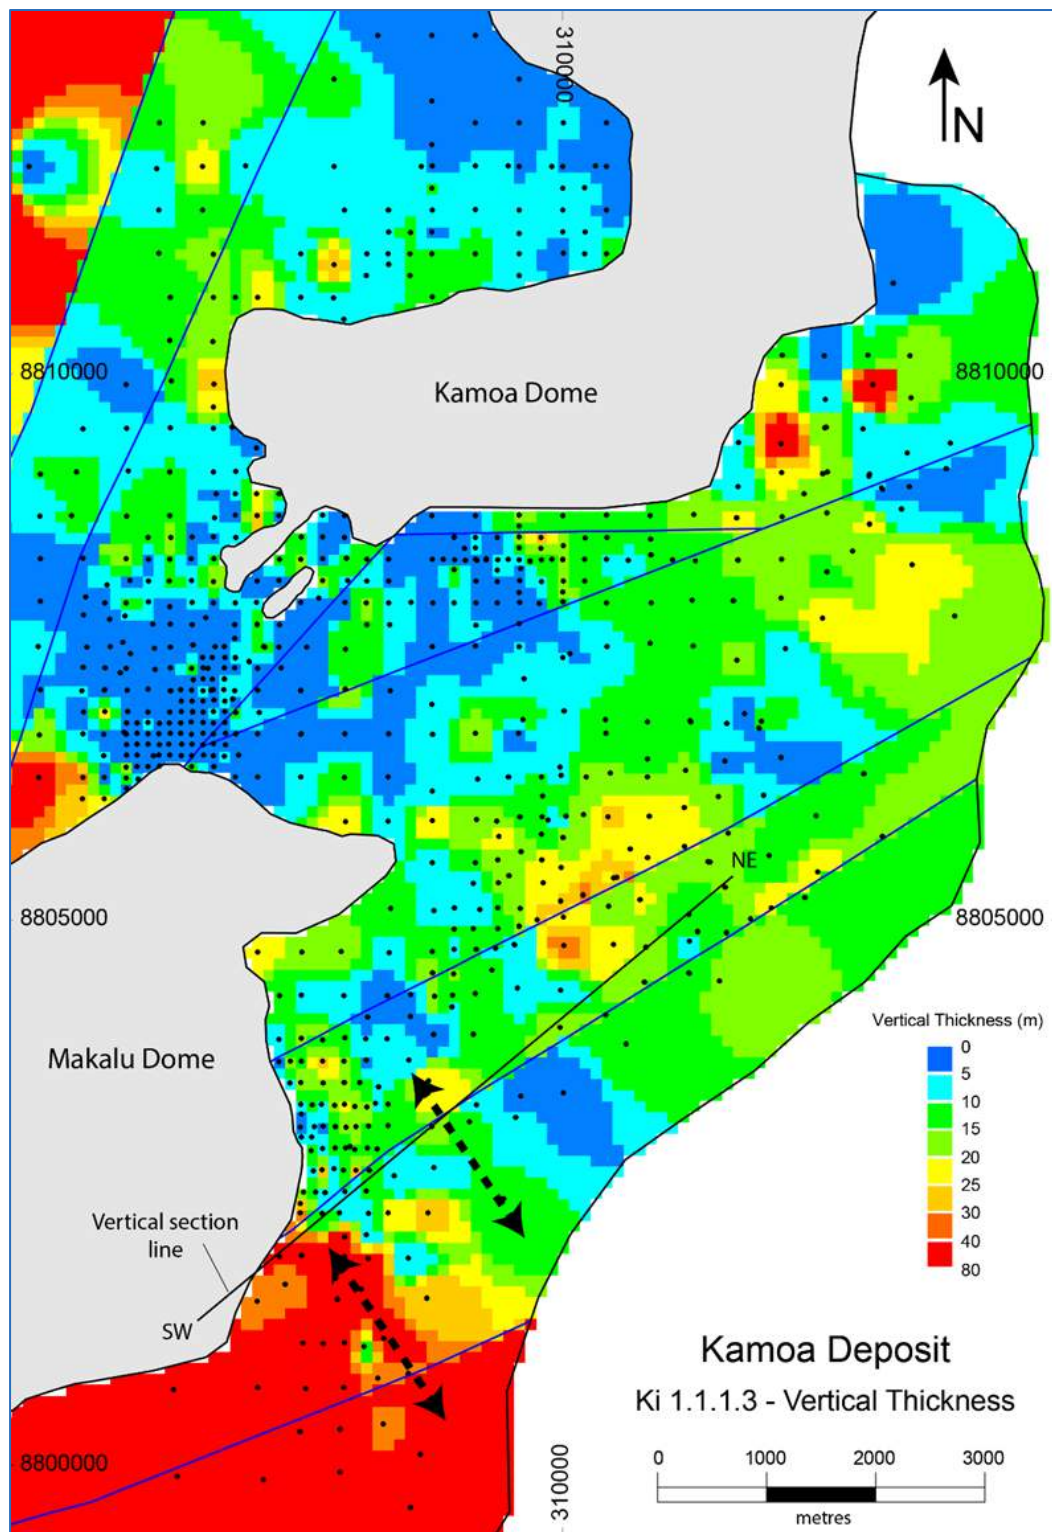 310000
N
8810000
8810000
Kamoa Dome
NE
8805000
8805000
Makalu Dome
Vertical Thickness (m)
0
5
10
15
20
25
30
40
80
Vertical section
line
SW
Kamoa Deposit
Ki 1.1.1.3 - Vertical Thickness
8800000
310000
0 1000 2000 3000
metres